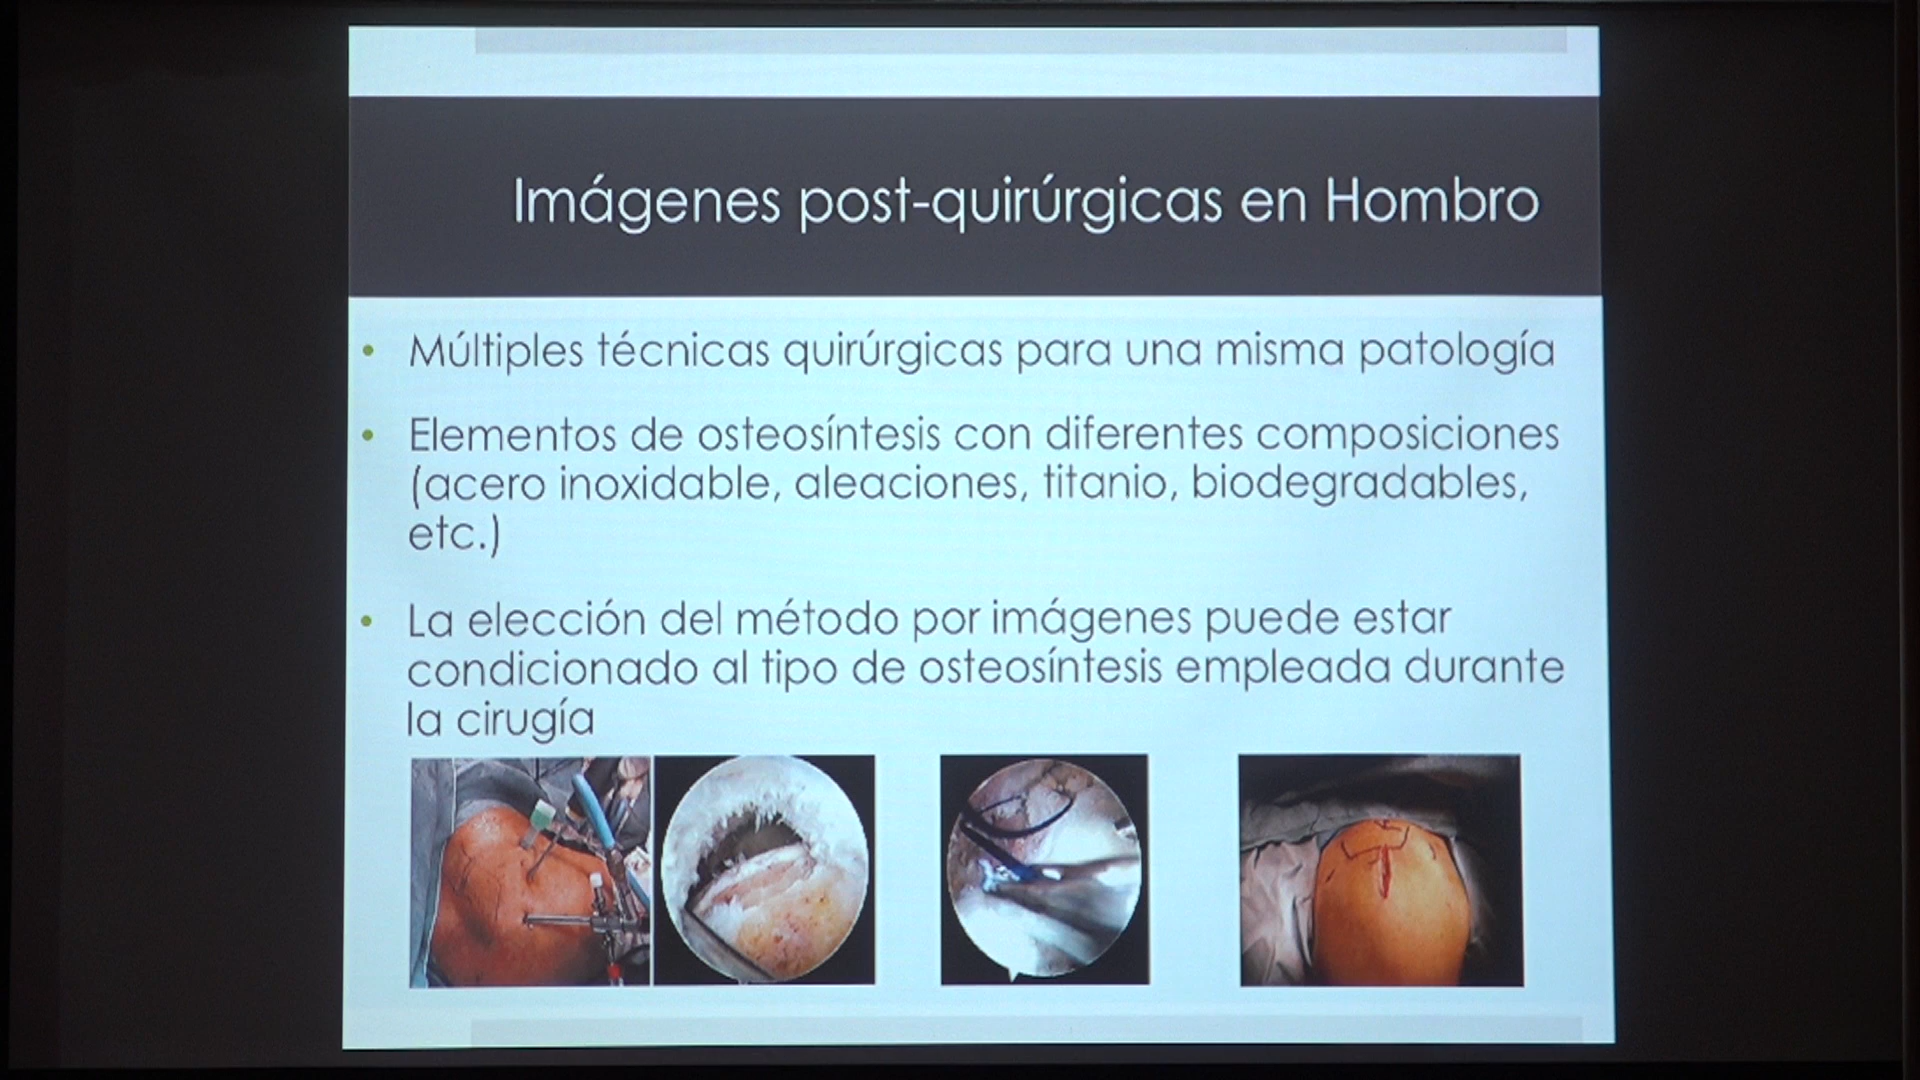 Imágenes post-quirúrgicas en Hombro
• Múltiples técnicas quirúrgicas para una misma patología
• Elementos de osteosíntesis con diferentes composiciones
(acero inoxidable, aleaciones, titanio, biodegradables,
etc.)
• La elección del método por imágenes puede estar
condicionado al tipo de osteosíntesis empleada durante
la cirugía